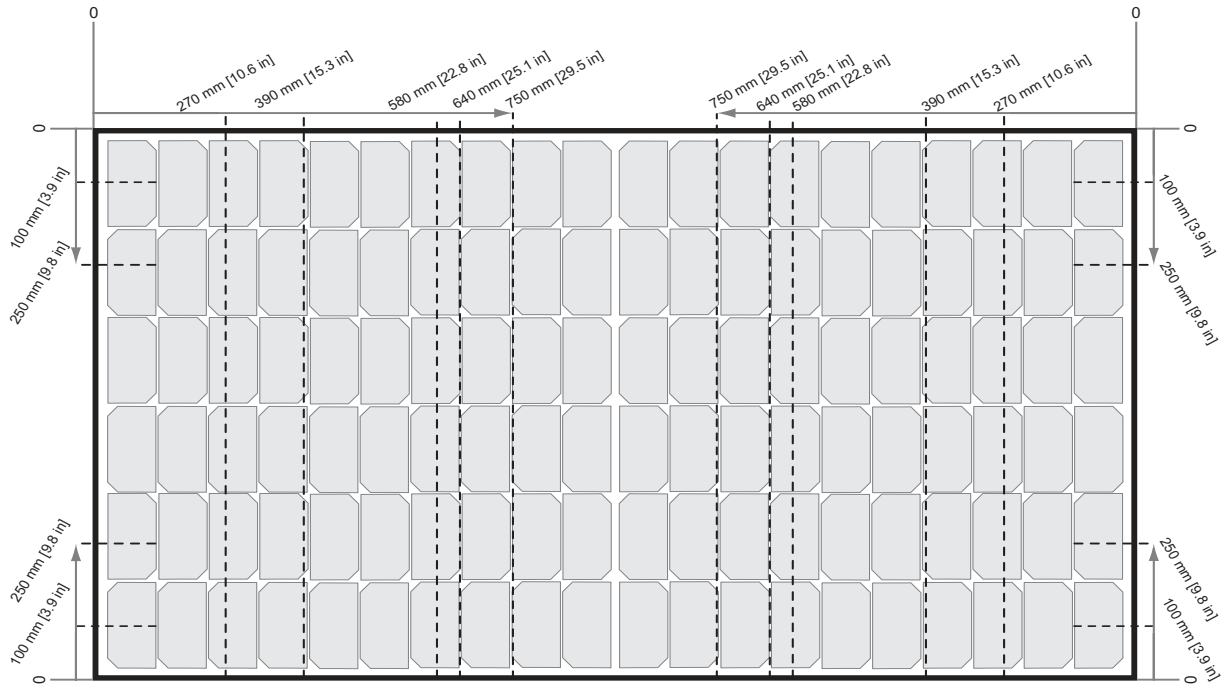 0
0
270 mm [10.6 in]
390 mm [15.3 in]
580 mm [22.8 in]
640 mm [25.1 in]
750 mm [29.5 in]
750 mm [29.5 in]
640 mm [25.1 in]
580 mm [22.8 in]
390 mm [15.3 in]
270 mm [10.6 in]
0
0
100 mm [3.9 in]
100 mm [3.9 in]
250 mm [9.8 in]
250 mm [9.8 in]
250 mm [9.8 in]
250 mm [9.8 in]
100 mm [3.9 in]
100 mm [3.9 in]
0
0